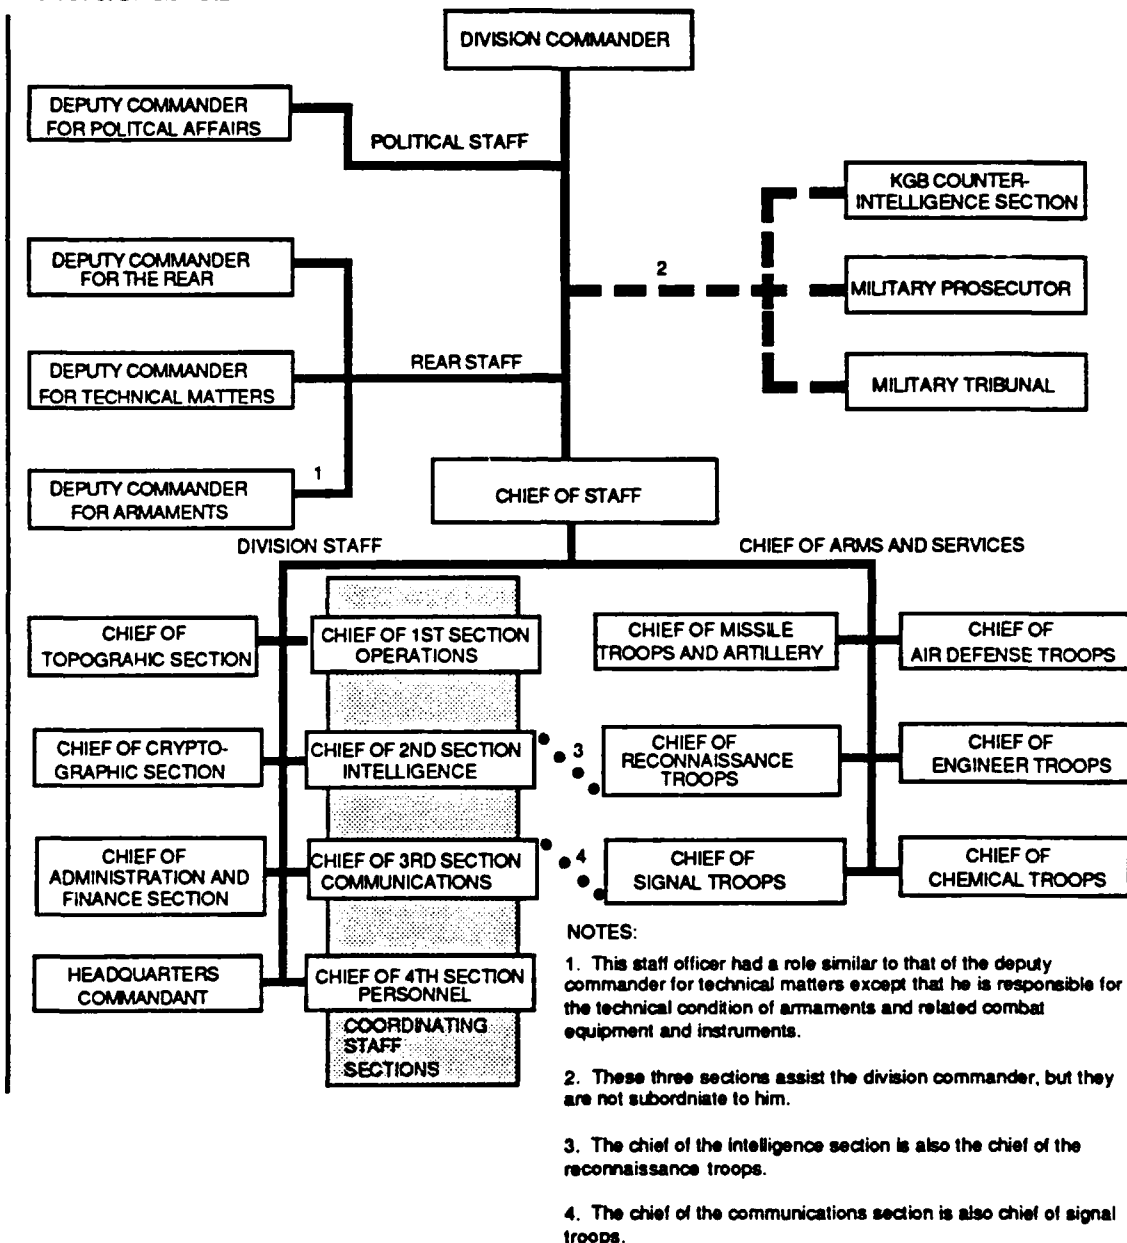 DIVISION COMMANDER
DEPUTY COMMANDER
FOR POLITCAL AFFAIRS
POLITICAL STAFF
KGB COUNTER-
INTELLIGENCE SECTION
DEPUTY COMMANDER
FOR THE REAR
2
MILITARY PROSECUTOR
DEPUTY COMMANDER
FOR TECHNICAL MATTERS
REAR STAFF
MILITARY TRIBUNAL
DEPUTY COMMANDER
FOR ARMAMENTS
1
CHIEF OF STAFF
DIVISION STAFF
CHIEF OF ARMS AND SERVICES
CHIEF OF
TOPOGRAHIC SECTION
CHIEF OF 1ST SECTION
OPERATIONS
CHIEF OF MISSILE
TROOPS AND ARTILLERY
CHIEF OF
AIR DEFENSE TROOPS
CHIEF OF CRYPTO-
GRAPHIC SECTION
CHIEF OF 2ND SECTION
INTELLIGENCE
3
CHIEF OF
RECONNAISSANCE
TROOPS
CHIEF OF
ENGINEER TROOPS
CHIEF OF
ADMINISTRATION AND
FINANCE SECTION
CHIEF OF 3RD SECTION
COMMUNICATIONS
4
CHIEF OF
SIGNAL TROOPS
CHIEF OF
CHEMICAL TROOPS
HEADQUARTERS
COMMANDANT
CHIEF OF 4TH SECTION
PERSONNEL
COORDINATING
STAFF
SECTIONS
NOTES:
1. This staff officer had a role similar to that of the deputy
commander for technical matters except that he is responsible for
the technical condition of armaments and related combat
equipment and instruments.
2. These three sections assist the division commander, but they
are not subordniate to him.
3. The chief of the intelligence section is also the chief of the
reconnaissance troops.
4. The chief of the communications section is also chief of signal
troops.